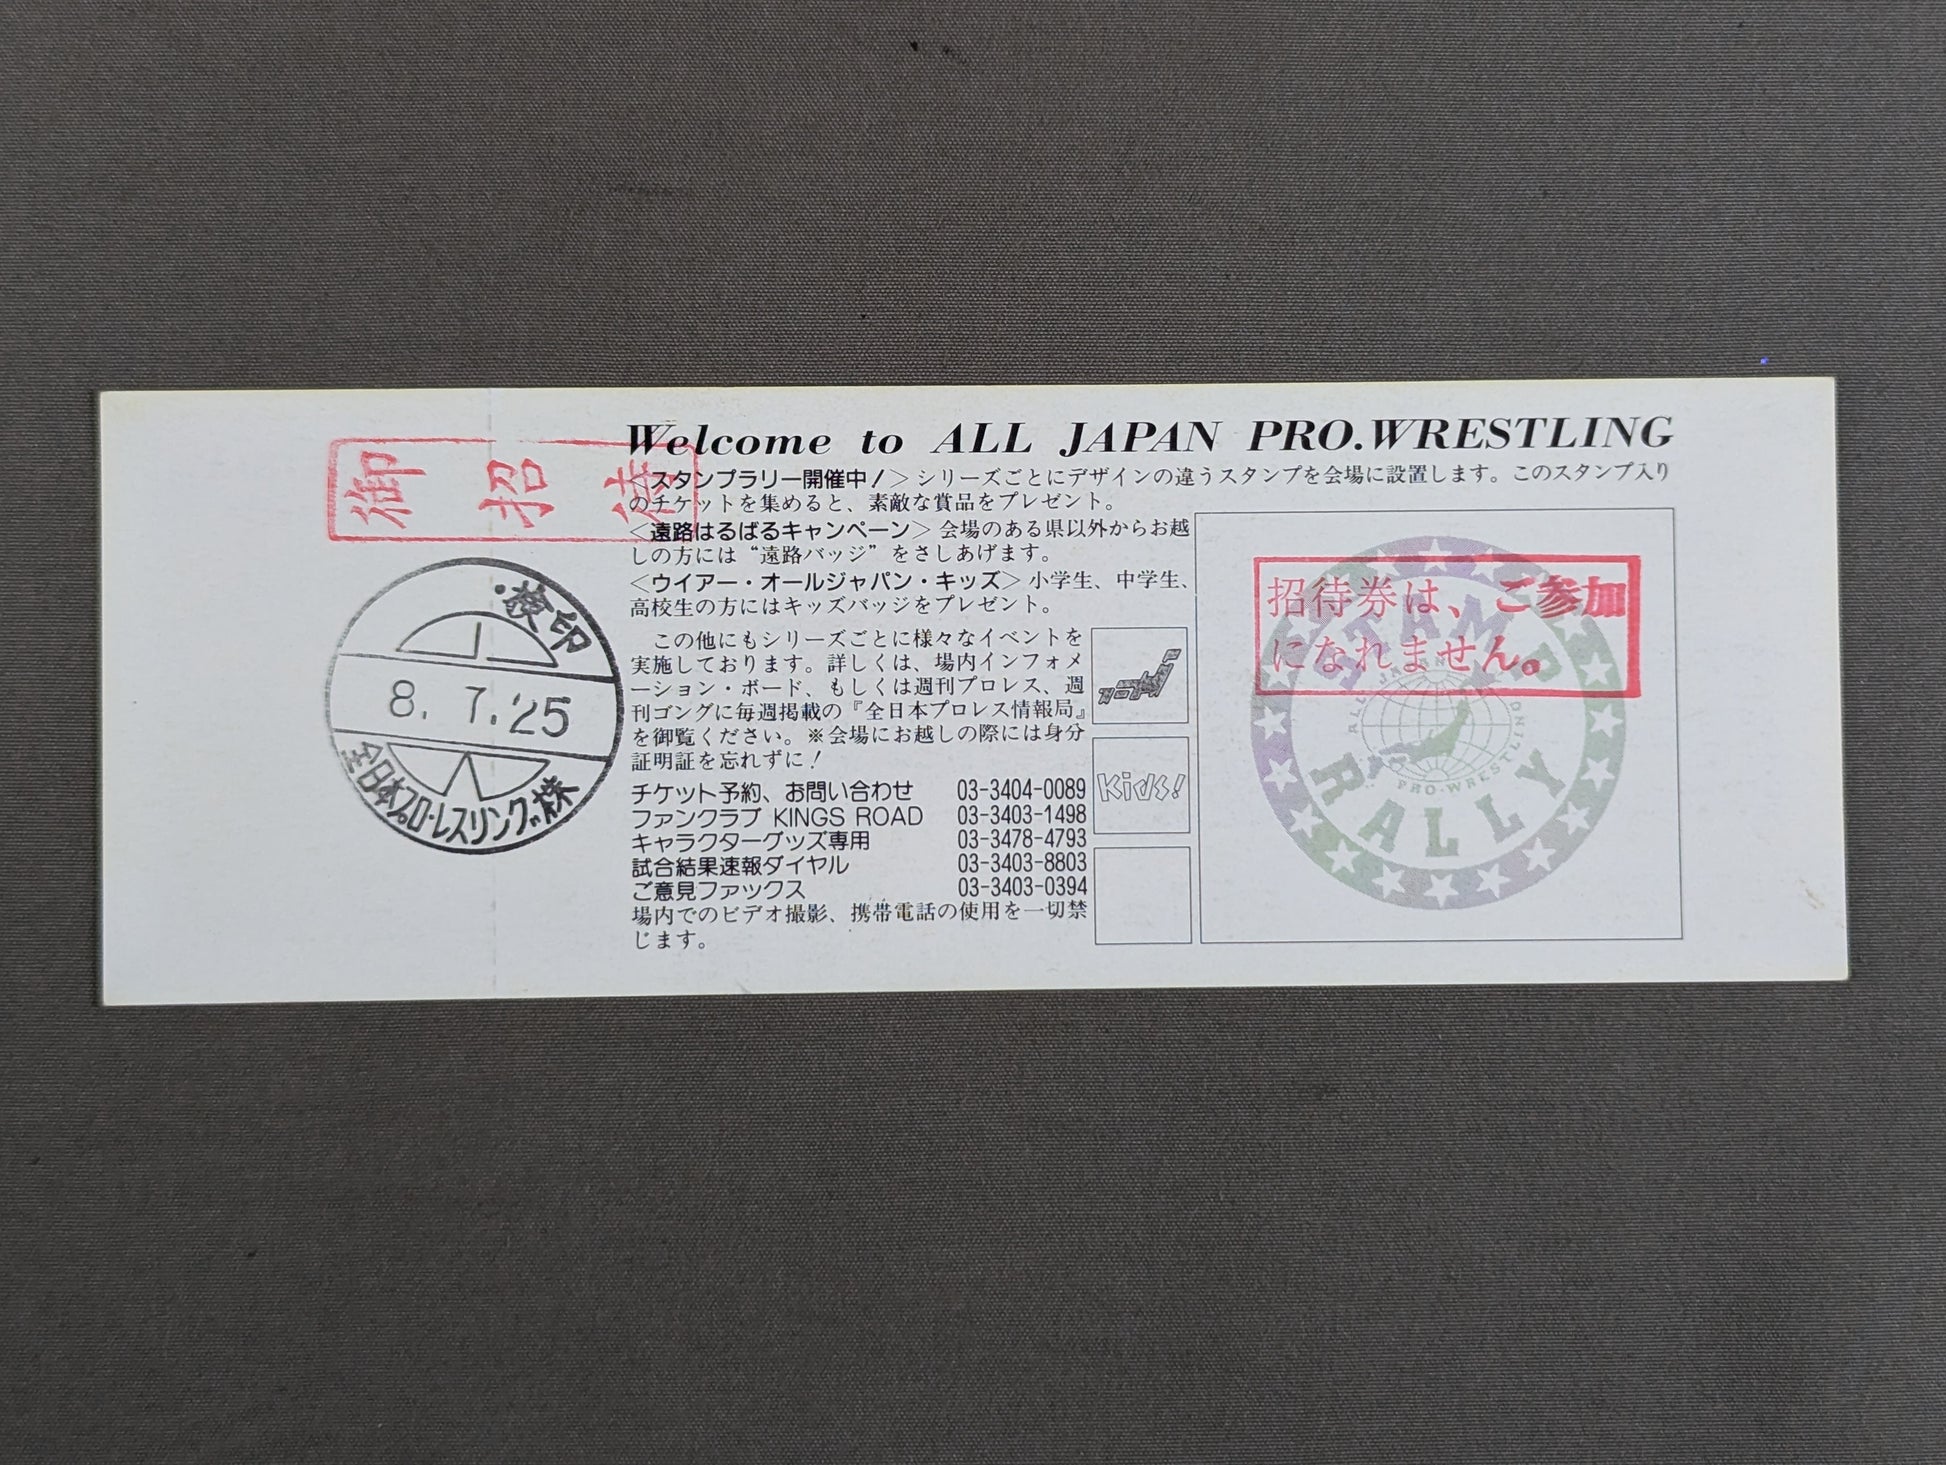 Welcome to ALL JAPAN PRO.WRESTLING
御招待
<スタンプラリー開催中!>シリーズごとにデザインの違うスタンプを会場に設置します。このスタンプ入り
のチケットを集めると、素敵な賞品をプレゼント。
<遠路はるばるキャンペーン>会場のある県以外からお越
しの方には“遠路バッジ”をさしあげます。
<ウイアー・オールジャパン・キッズ>小学生、中学生、
高校生の方にはキッズバッジをプレゼント。
この他にもシリーズごとに様々なイベントを
実施しております。詳しくは、場内インフォメ
ーション・ボード、もしくは週刊プロレス、週
刊ゴングに毎週掲載の『全日本プロレス情報局』
を御覧ください。※会場にお越しの際には身分
証明証を忘れずに!
チケット予約、お問い合わせ 03-3404-0089
ファンクラブ KINGS ROAD 03-3403-1498
キャラクターグッズ専用 03-3478-4793
試合結果速報ダイヤル 03-3403-8803
ご意見ファックス 03-3403-0394
場内でのビデオ撮影、携帯電話の使用を一切禁
じます。
・検印
8. 7.'25
全日本プロ・レスリング㈱
Kids!
招待券は、ご参加
になれません。
STAMP
ALL JAPAN
PRO-WRESTLING
RALLY